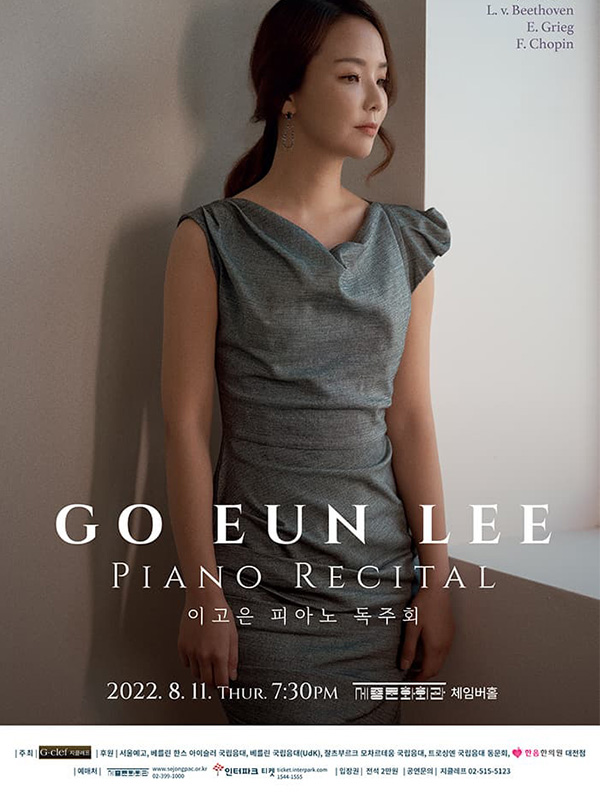 L. v. Beethoven
E. Grieg
F. Chopin
GO EUN LEE
PIANO RECITAL
이고은 피아노 독주회
2022. 8. 11. THUR. 7:30PM 세종문화회관 체임버홀
| 주최 | G-clef 지클레프 | 후원 | 서울예고, 베를린 한스 아이슬러 국립음대, 베를린 국립음대(UdK), 잘츠부르크 모차르테움 국립음대, 트로싱엔 국립음대 동문회, 한음한의원 대전점
| 예매처 | 세종문화회관 www.sejongpac.or.kr 02-399-1000 인터파크 티켓 ticket.interpark.com 1544-1555 | 입장권 | 전석 2만원 | 공연문의 | 지클레프 02-515-5123